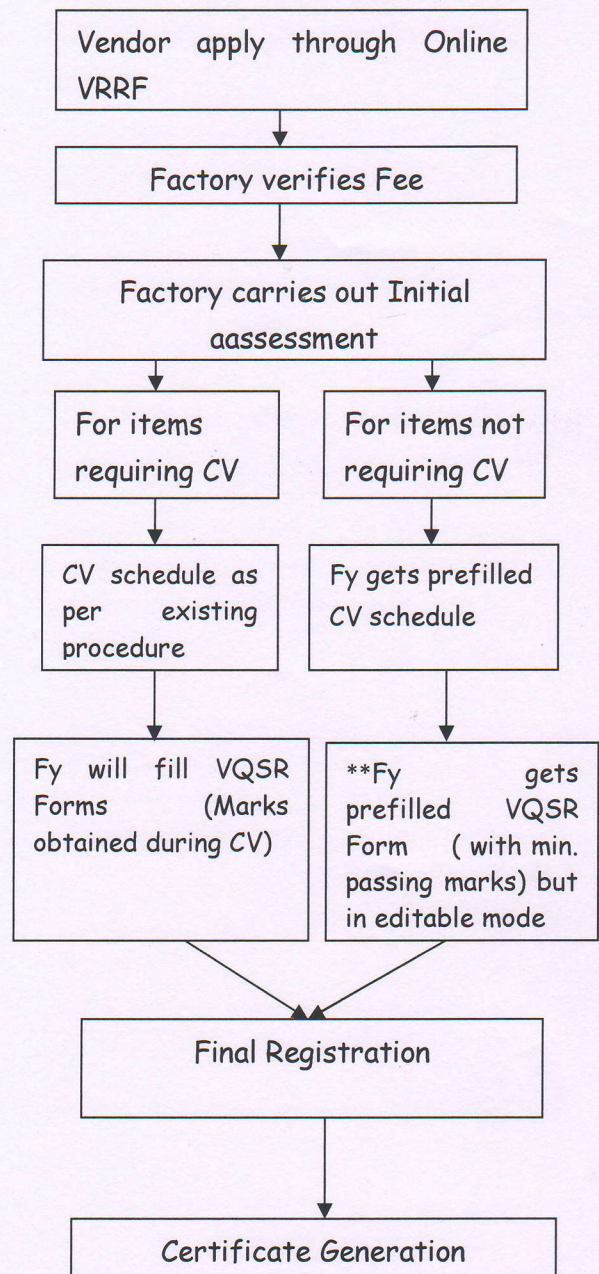 Vendor apply through Online
VRRF
Factory verifies Fee
Factory carries out Initial
aassessment
For items
requiring CV
For items not
requiring CV
CV schedule as
per existing
procedure
Fy gets prefilled
CV schedule
Fy will fill VQSR
Forms (Marks
obtained during CV)
**Fy gets
prefilled VQSR
Form ( with min.
passing marks) but
in editable mode
Final Registration
Certificate Generation